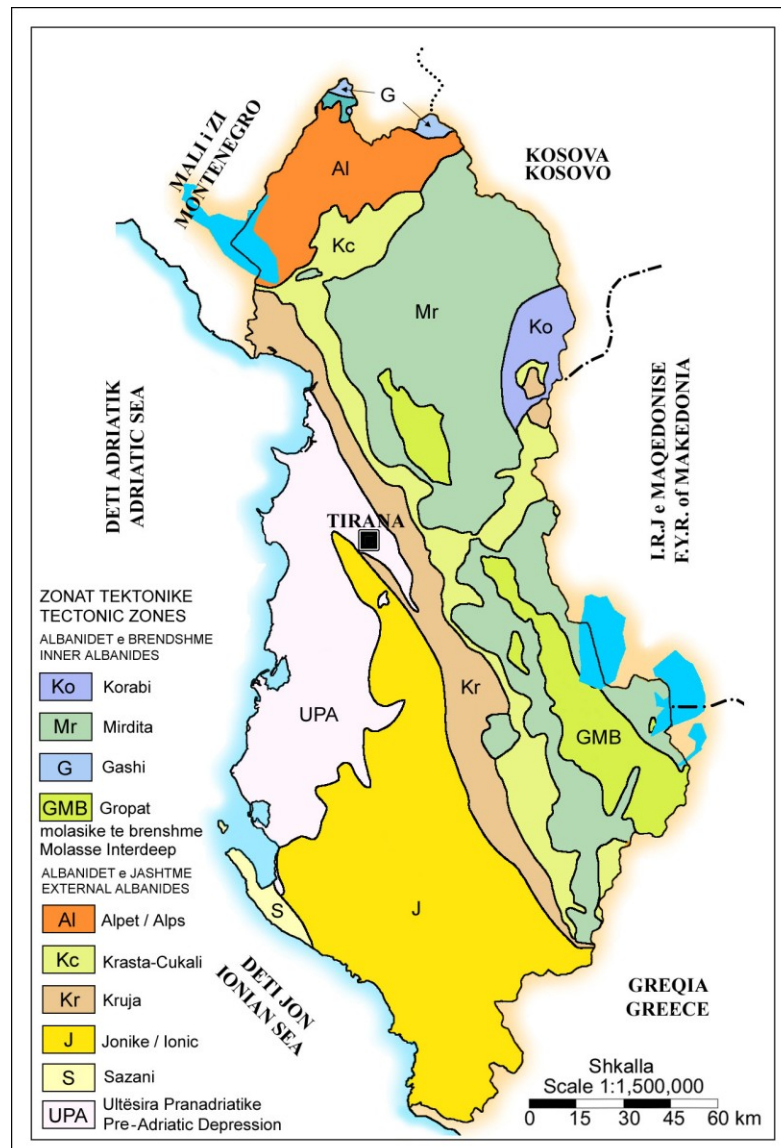 G
MALI i ZI
MONTENEGRO
KOSOVA
KOSOVO
Al
Kc
Mr
Ko
DETI ADRIATIK
ADRIATIC SEA
I.R.J e MAQEDONISE
F.Y.R. of MAKEDONIA
TIRANA
ZONAT TEKTONIKE
TECTONIC ZONES
ALBANIDET e BRENDSHME
INNER ALBANIDES
Ko Korabi
Mr Mirdita
G Gashi
GMB Gropat
molasike te brenshme
Molasse Interdeep
ALBANIDET e JASHTME
EXTERNAL ALBANIDES
Al Alpet / Alps
Kc Krasta-Cukali
Kr Kruja
J Jonike / Ionic
S Sazani
UPA Ultësira Pranadriatike
Pre-Adriatic Depression
UPA
Kr
GMB
J
S
DETI JON
IONIAN SEA
GREQIA
GREECE
Shkalla
Scale 1:1,500,000
0 15 30 45 60 km